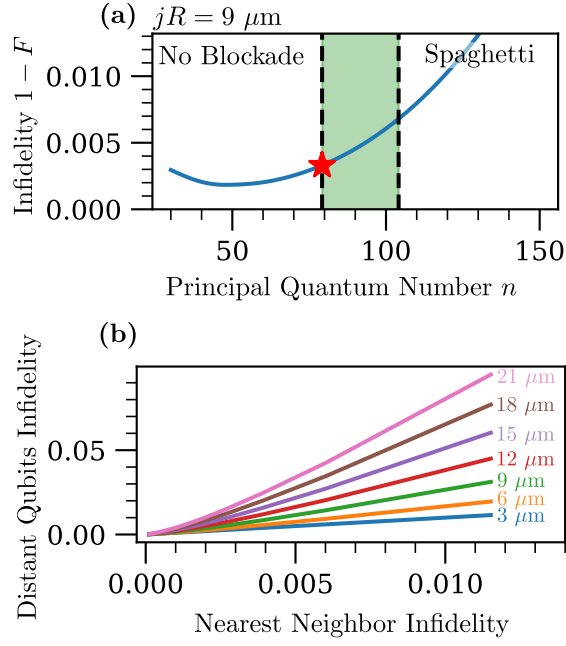 (a) jR = 9 μm
No Blockade
Spaghetti
Infidelity 1 − F
0.010
0.005
0.000
50 100 150
Principal Quantum Number n
(b)
Distant Qubits Infidelity
0.05
0.00
21 μm
18 μm
15 μm
12 μm
9 μm
6 μm
3 μm
0.000 0.005 0.010
Nearest Neighbor Infidelity